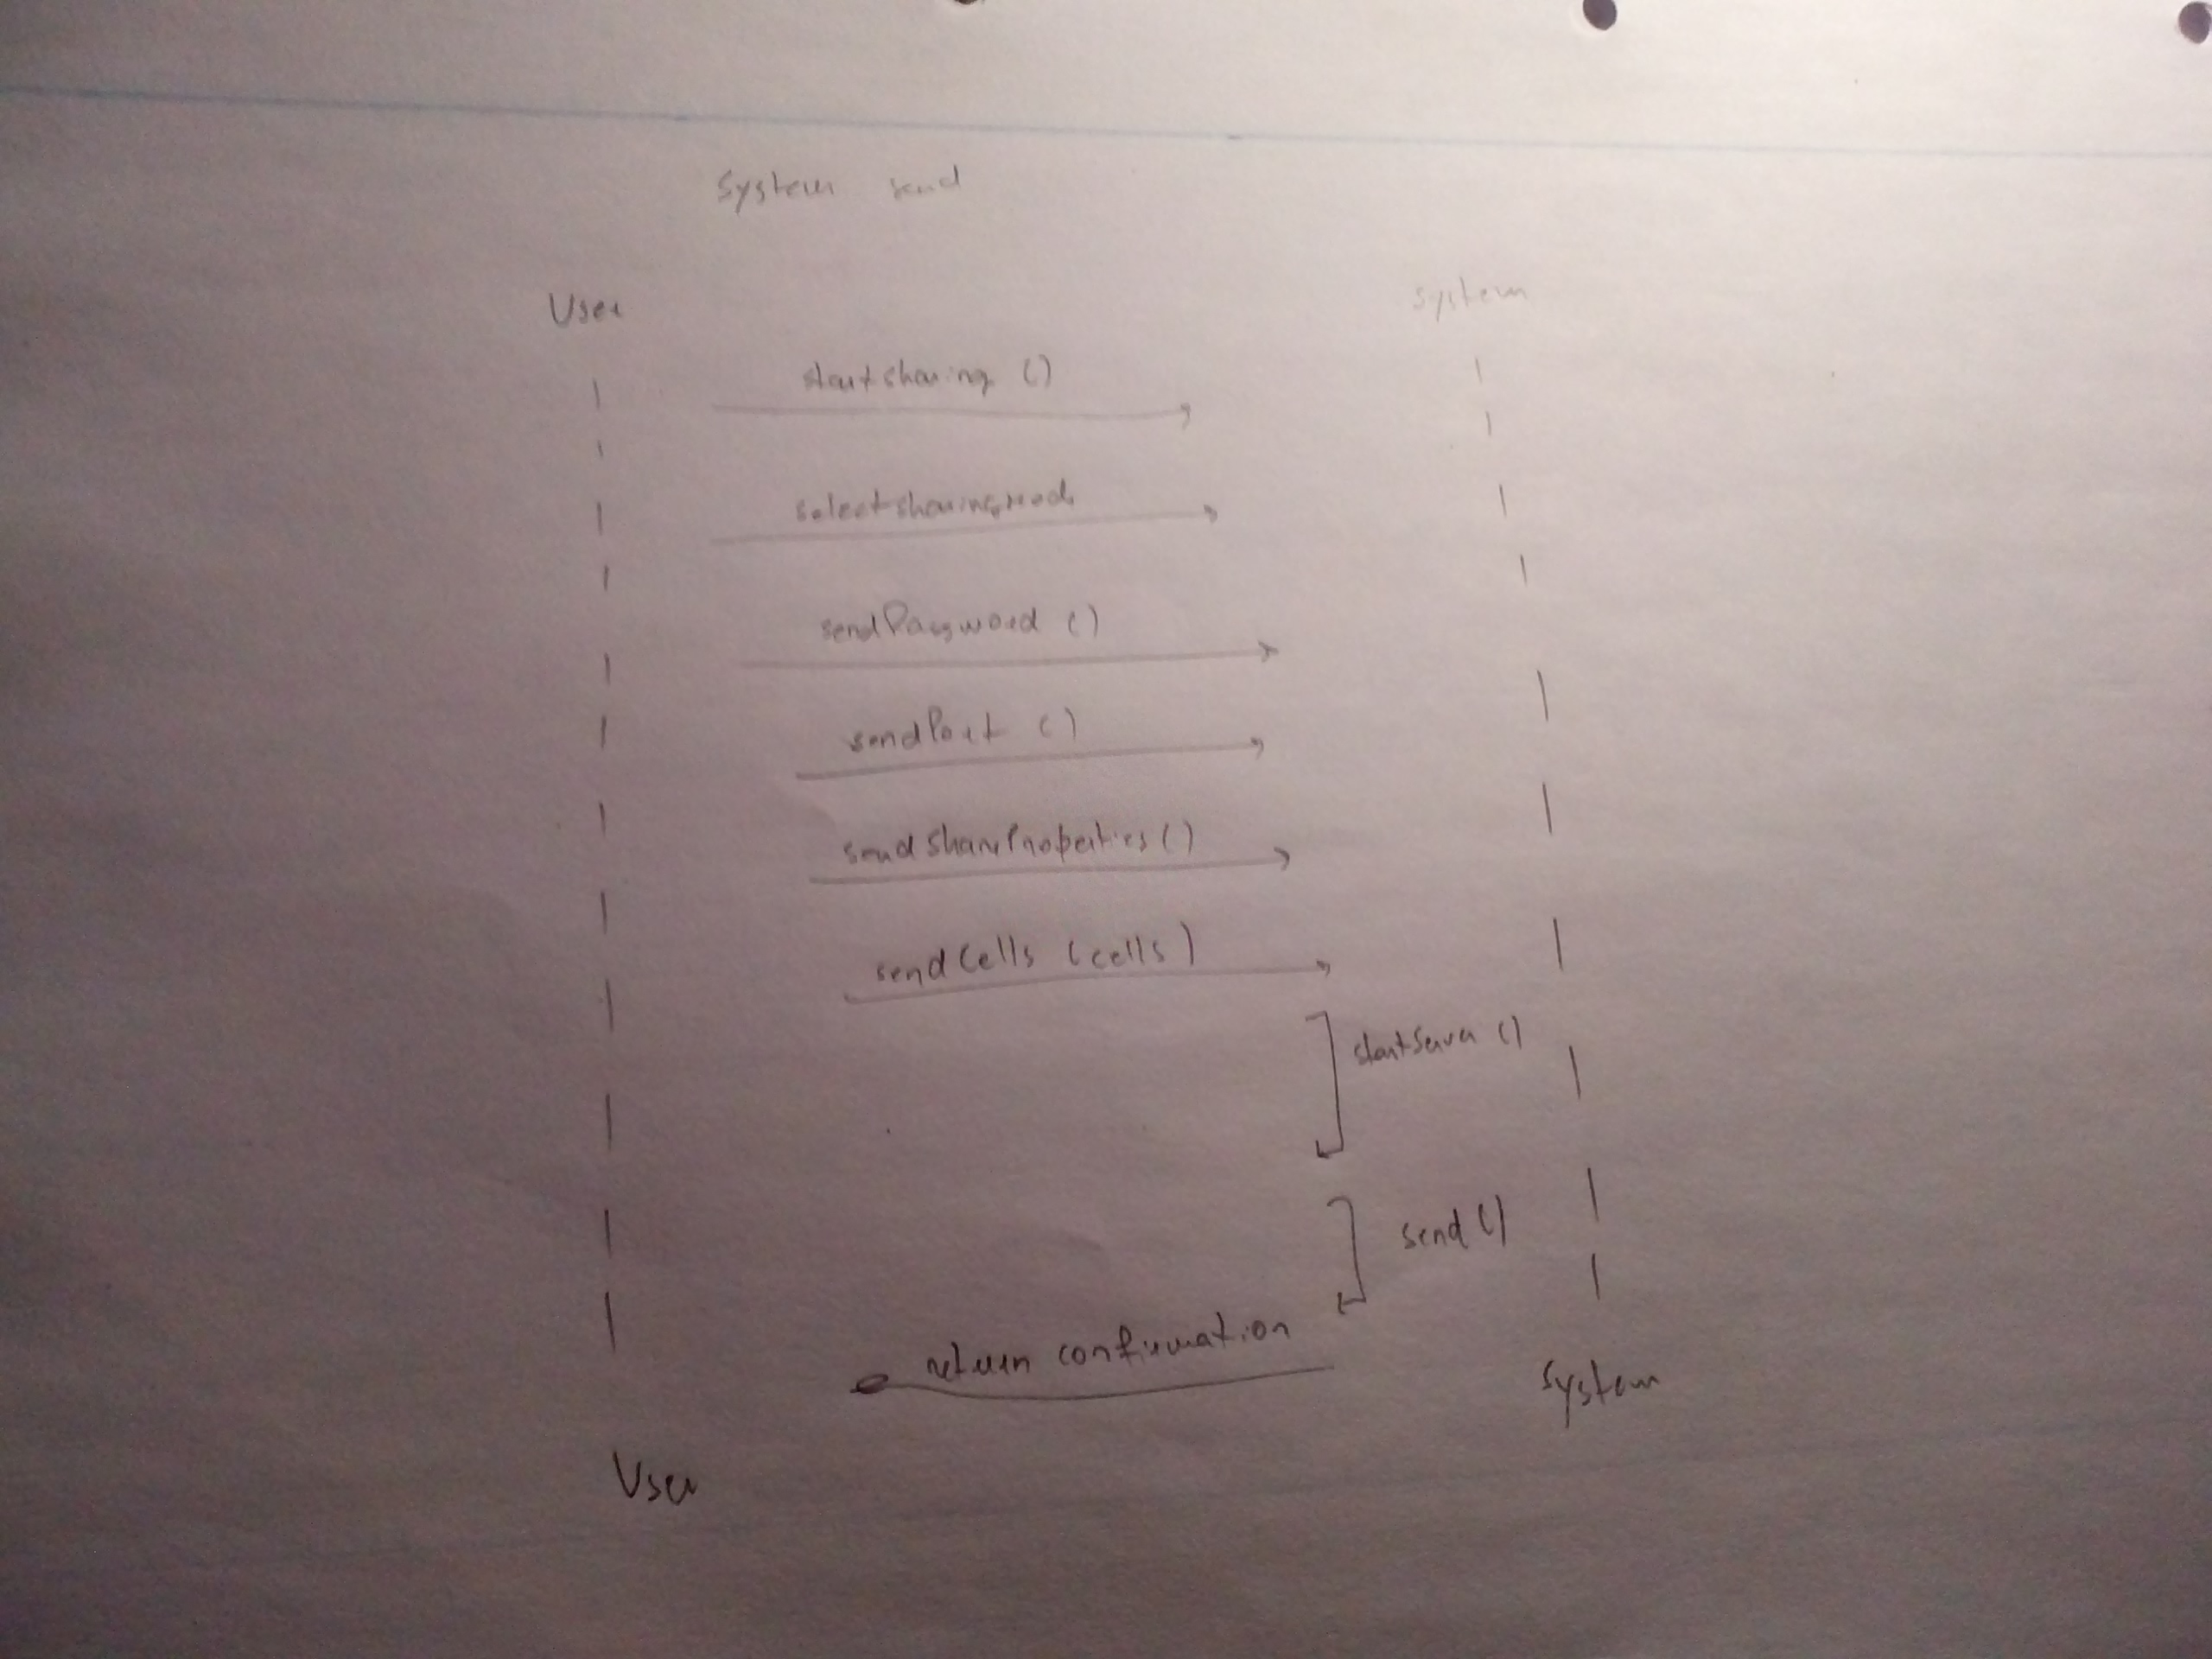 System send
User
System
startsharing ()
selectsharingmode
sendPassword ()
sendPort ()
sendShareProperties ()
sendCells (cells)
startServer ()
send ()
return confirmation
System
User